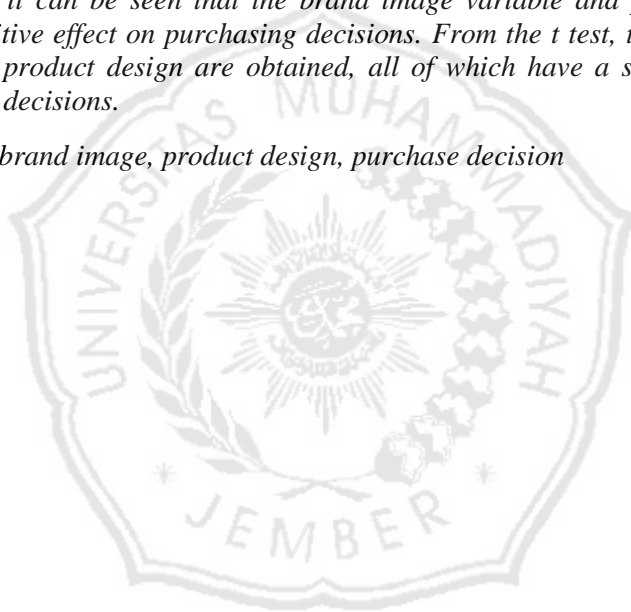 it can be seen that the brand image variable and p
itive effect on purchasing decisions. From the t test, t
product design are obtained, all of which have a s
decisions.
brand image, product design, purchase decision
UNIVERSITAS MUHAMMADIYAH
* JEMBER *